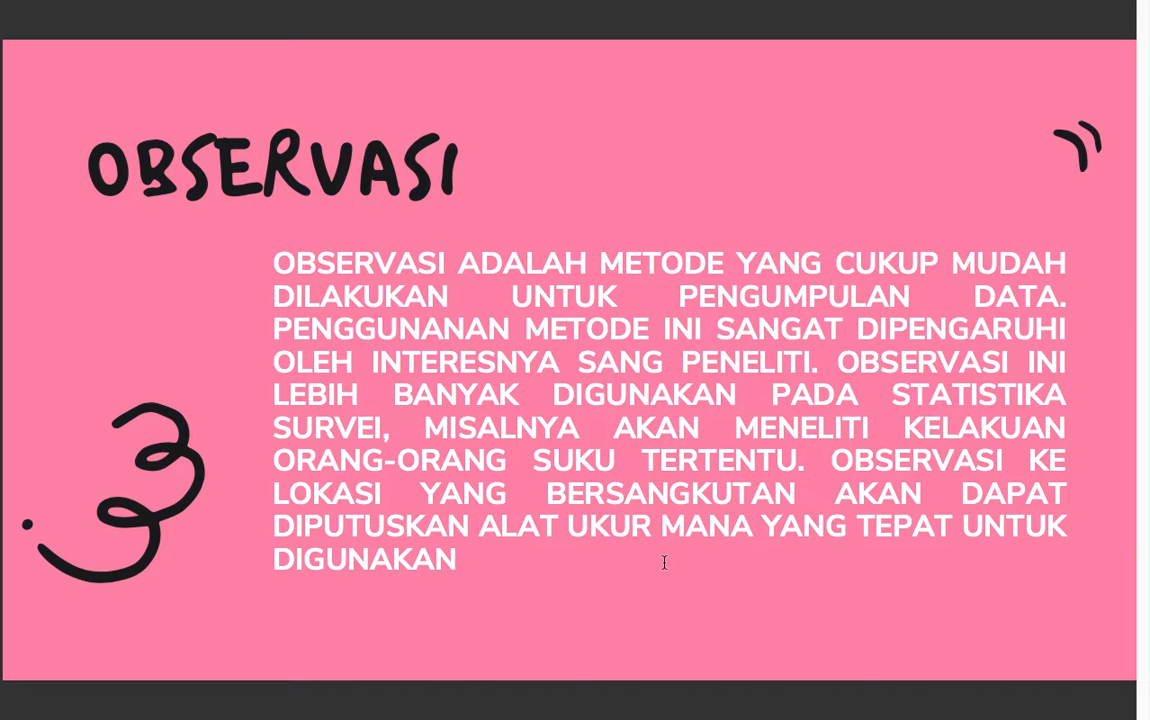 OBSERVASI
OBSERVASI ADALAH METODE YANG CUKUP MUDAH
DILAKUKAN UNTUK PENGUMPULAN DATA.
PENGGUNANAN METODE INI SANGAT DIPENGARUHI
OLEH INTERESNYA SANG PENELITI. OBSERVASI INI
LEBIH BANYAK DIGUNAKAN PADA STATISTIKA
SURVEI, MISALNYA AKAN MENELITI KELAKUAN
ORANG-ORANG SUKU TERTENTU. OBSERVASI KE
LOKASI YANG BERSANGKUTAN AKAN DAPAT
DIPUTUSKAN ALAT UKUR MANA YANG TEPAT UNTUK
DIGUNAKAN